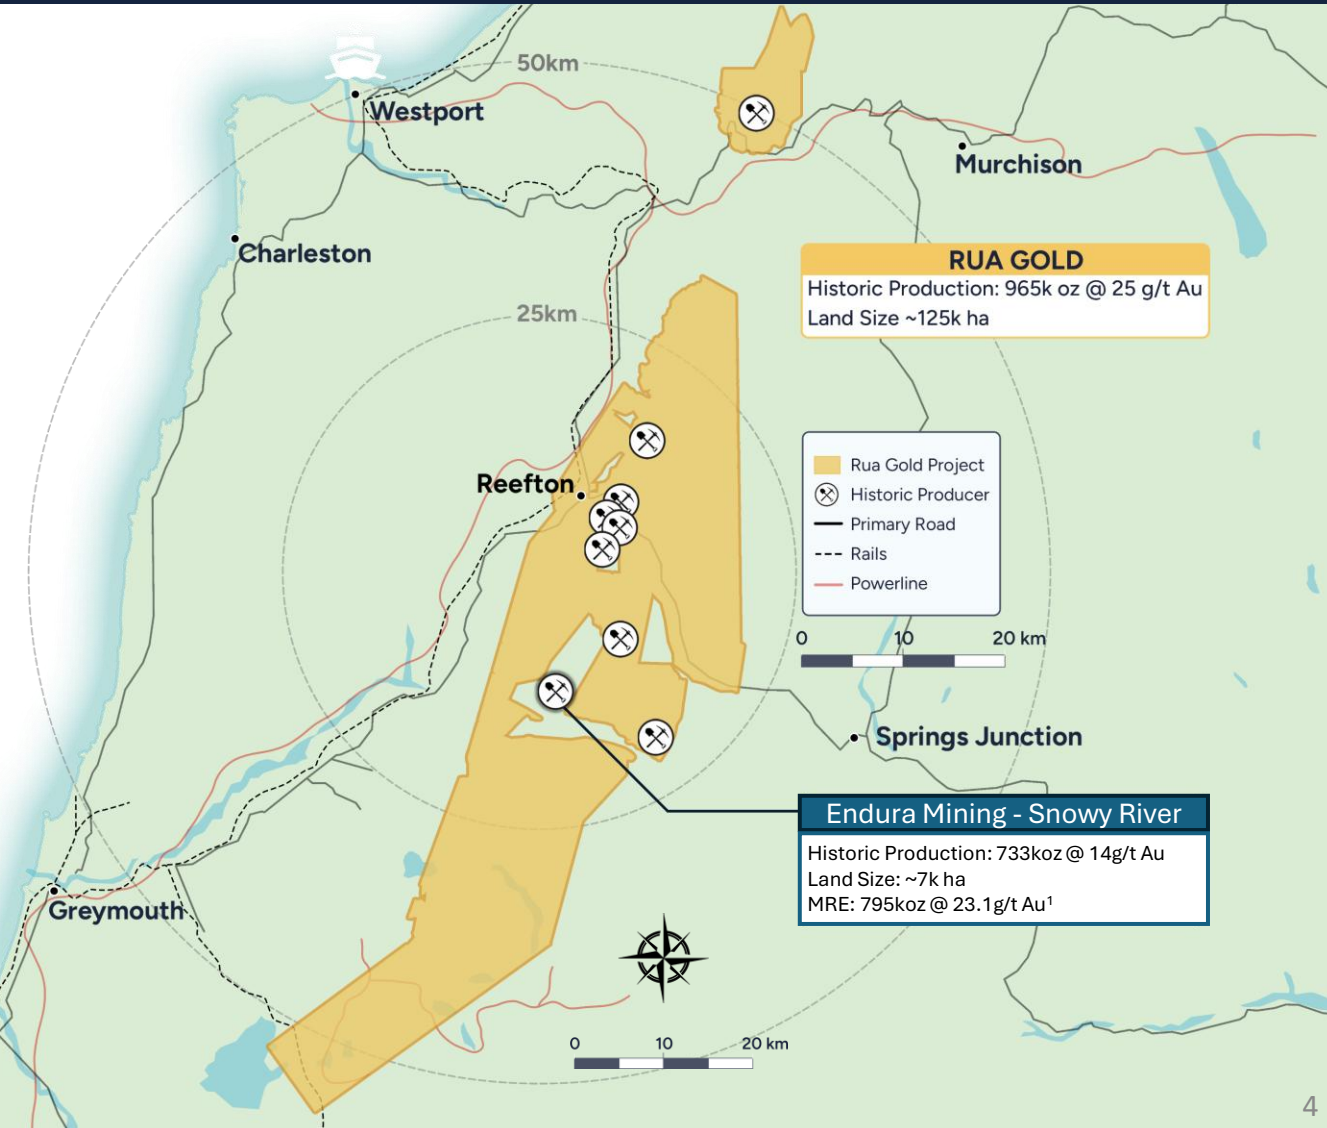 50km
Westport
Murchison
Charleston
RUA GOLD
Historic Production: 965k oz @ 25 g/t Au
Land Size ~125k ha
25km
Rua Gold Project
Reefton
Historic Producer
Primary Road
Rails
Powerline
0 10 20 km
Springs Junction
Endura Mining - Snowy River
Historic Production: 733koz @ 14g/t Au
Land Size: ~7k ha
MRE: 795koz @ 23.1g/t Au¹
Greymouth
0 10 20 km
4